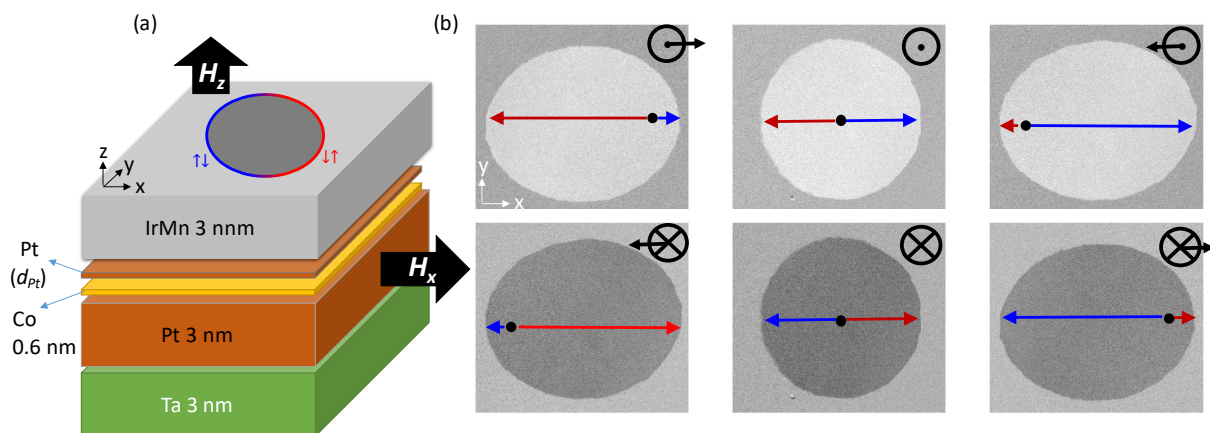 (a)
(b)
Hz
↑↓
↓↑
z
y
x
IrMn 3 nnm
Pt
(dPt)
Hx
Co
0.6 nm
Pt 3 nm
Ta 3 nm
y
x